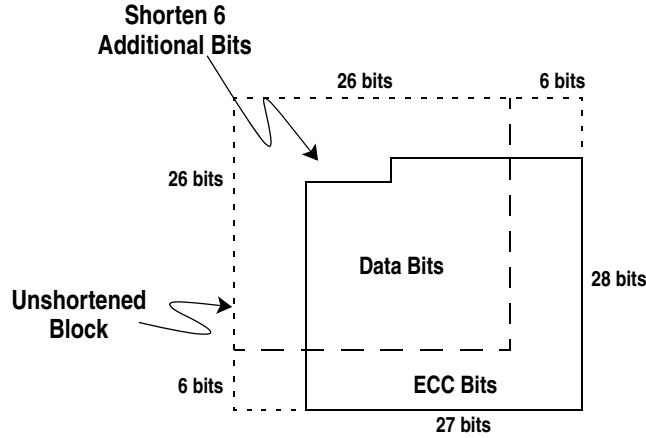 Shorten 6
Additional Bits
26 bits
6 bits
26 bits
Data Bits
28 bits
Unshortened
Block
6 bits
ECC Bits
27 bits